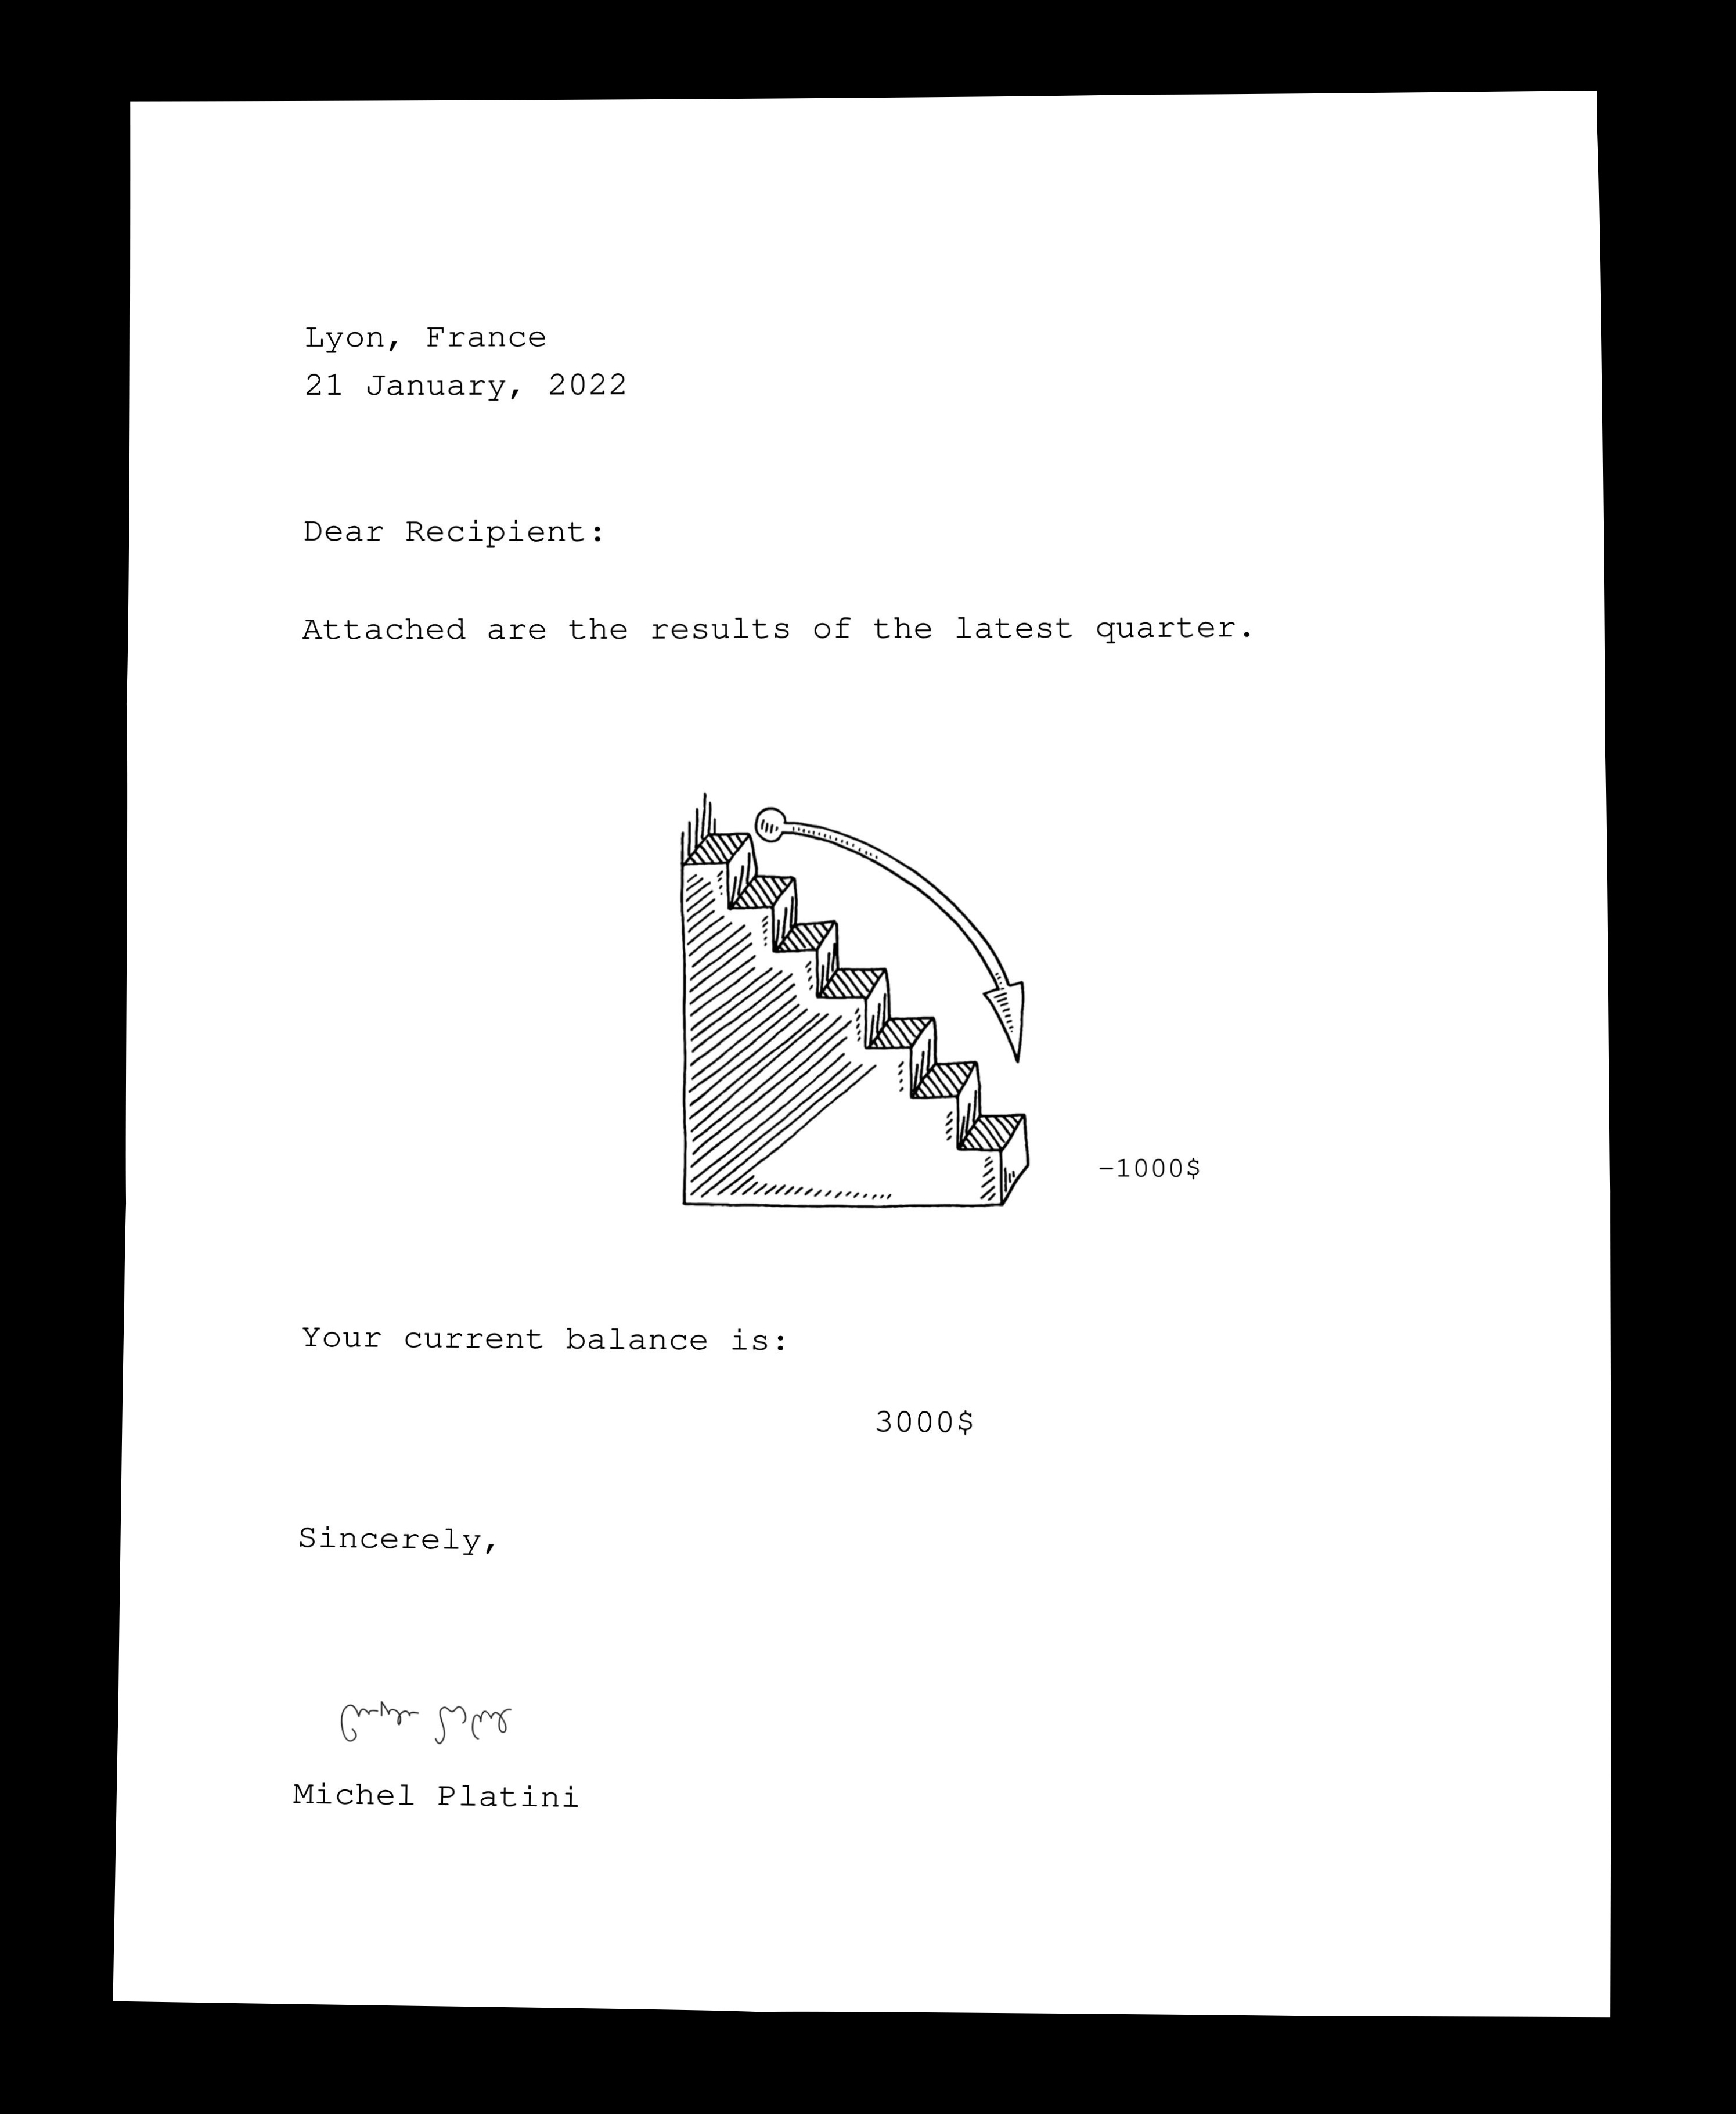 Lyon, France
21 January, 2022
Dear Recipient:
Attached are the results of the latest quarter.
-1000$
Your current balance is:
3000$
Sincerely,
Michel Platini